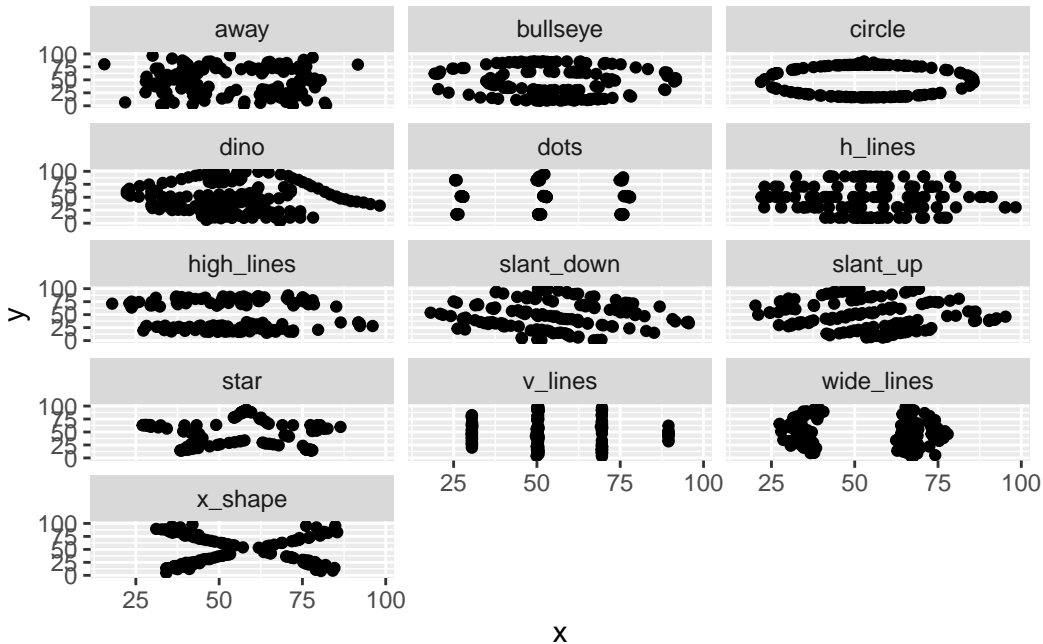 away bullseye circle
100
75
50
25
0
dino dots h_lines
100
75
50
25
0
high_lines slant_down slant_up
100
75
50
25
0
y
star v_lines wide_lines
100
75
50
25
0
25 50 75 100 25 50 75 100
x_shape
100
75
50
25
0
25 50 75 100
x